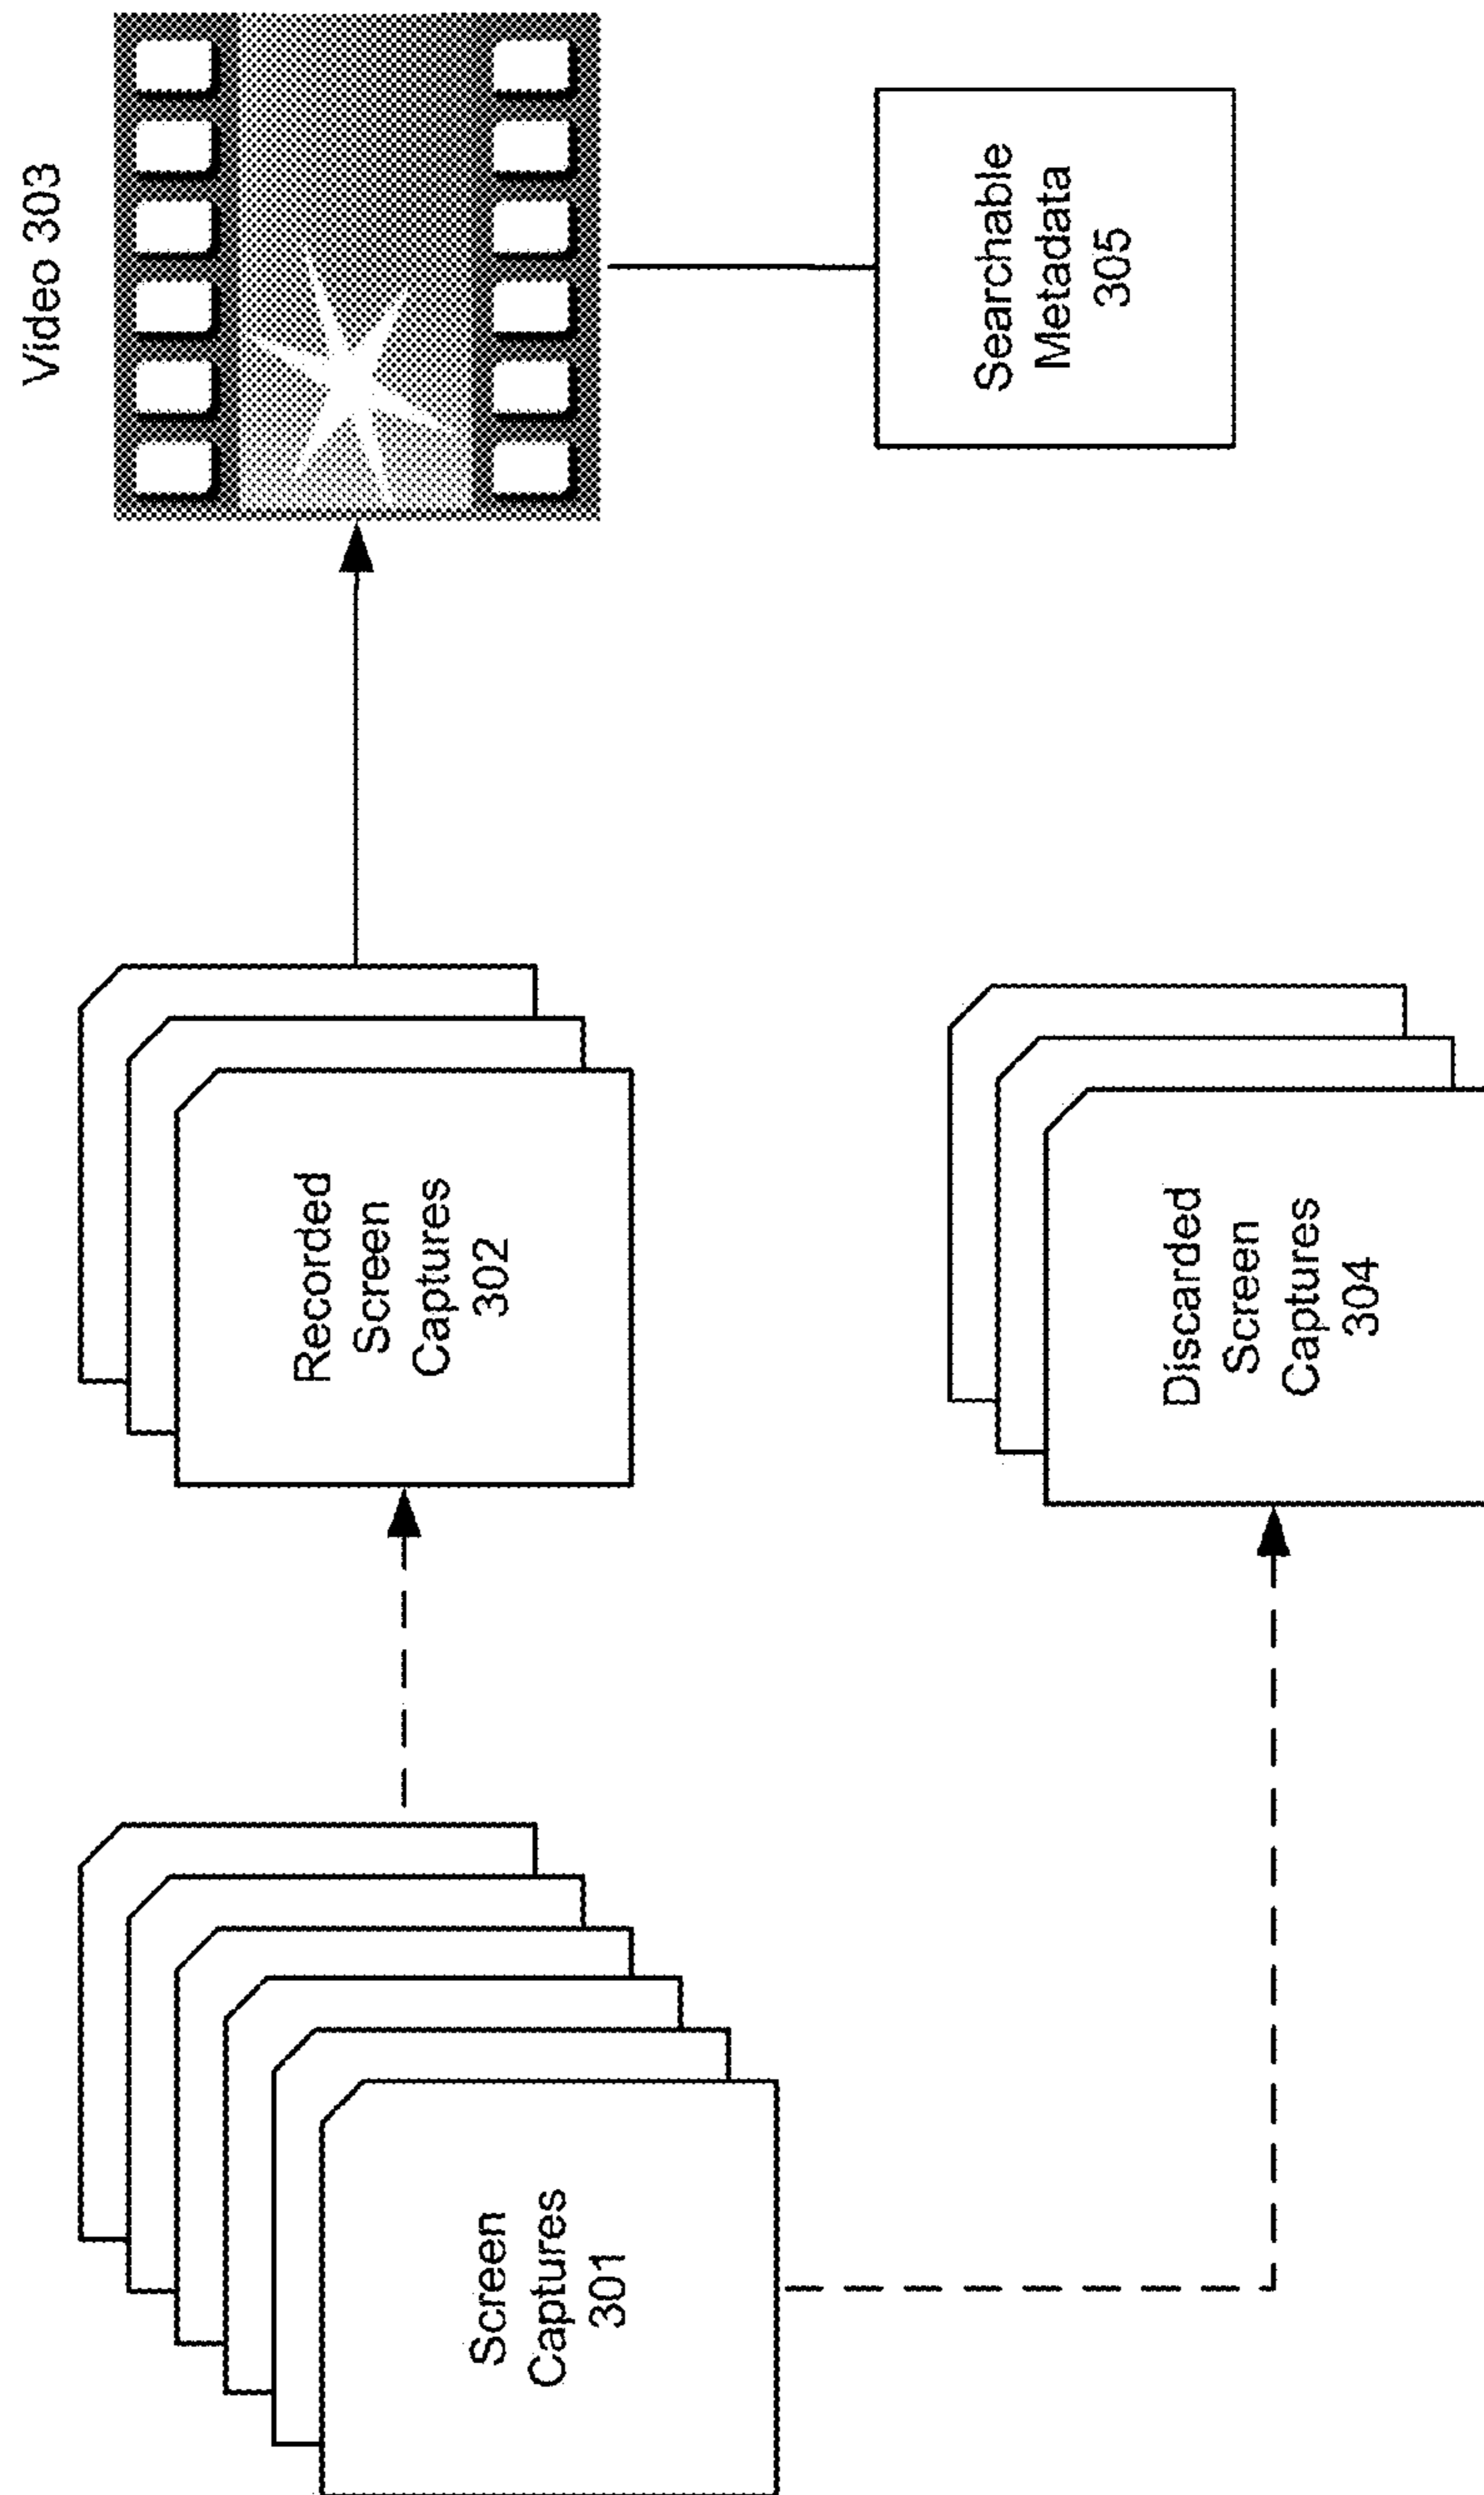 Screen
Captures
301
Recorded
Screen
Captures
302
Video 303
Discarded
Screen
Captures
304
Searchable
Metadata
305